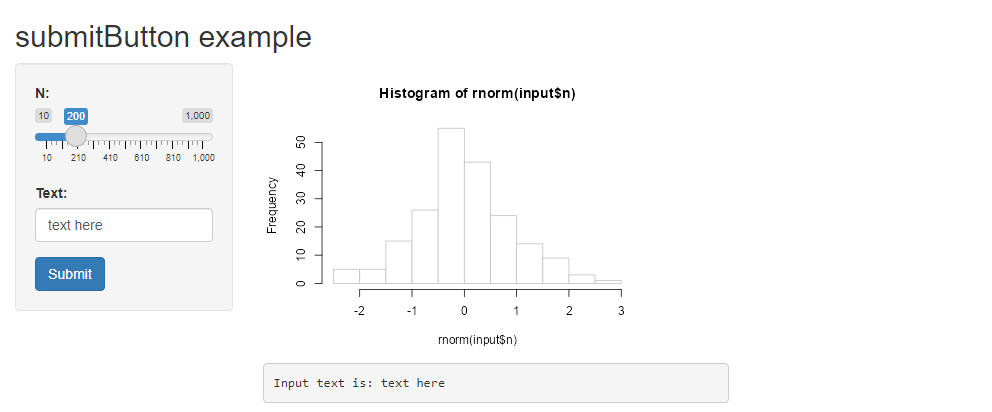 submitButton example
N:
10 200 1,000
10 210 410 610 810 1,000
Text:
text here
Submit
Histogram of rnorm(input$n)
Frequency
0 10 20 30 40 50
-2 -1 0 1 2 3
rnorm(input$n)
Input text is: text here